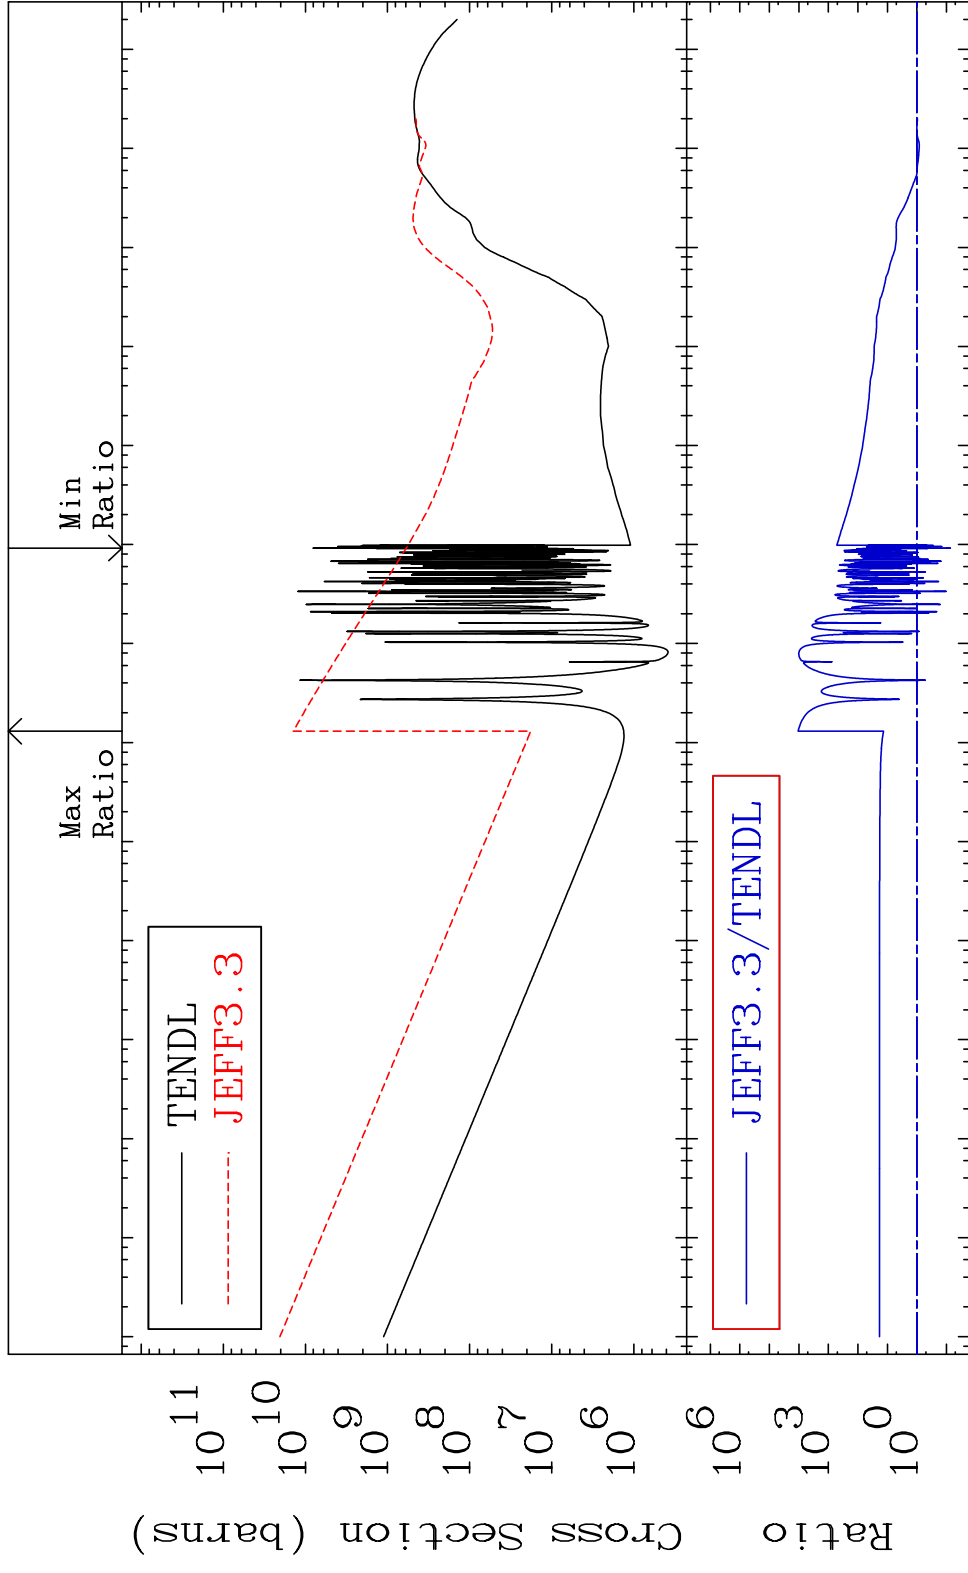 Max
Ratio
Min
Ratio
TENDL
JEFF3.3
10 11
10 10
10 9
10 8
10 7
10 6
Cross Section (barns)
JEFF3.3/TENDL
10 6
10 3
10 0
Ratio